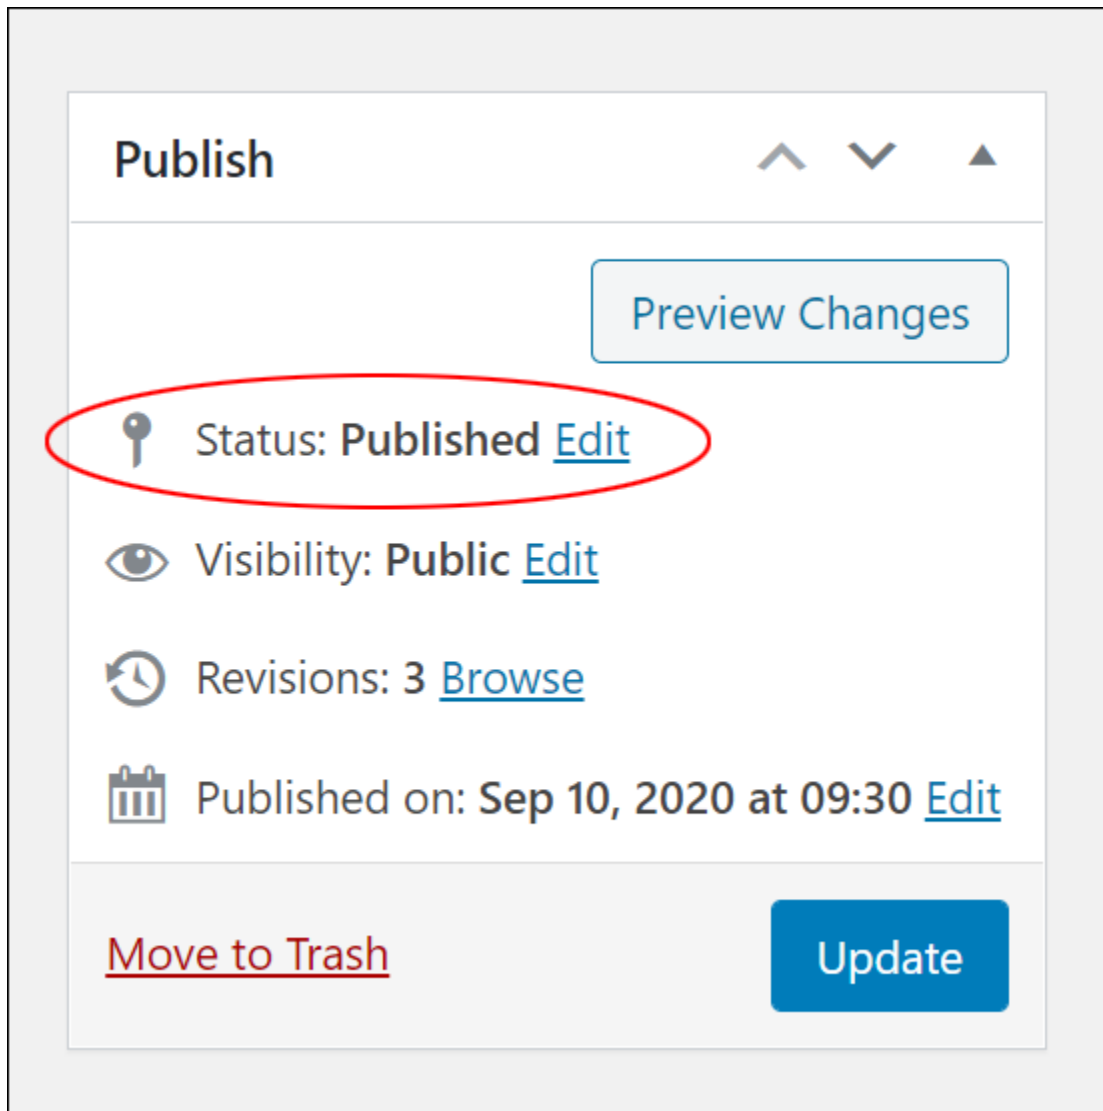 Publish
Preview Changes
Status: Published Edit
Visibility: Public Edit
Revisions: 3 Browse
Published on: Sep 10, 2020 at 09:30 Edit
Move to Trash
Update